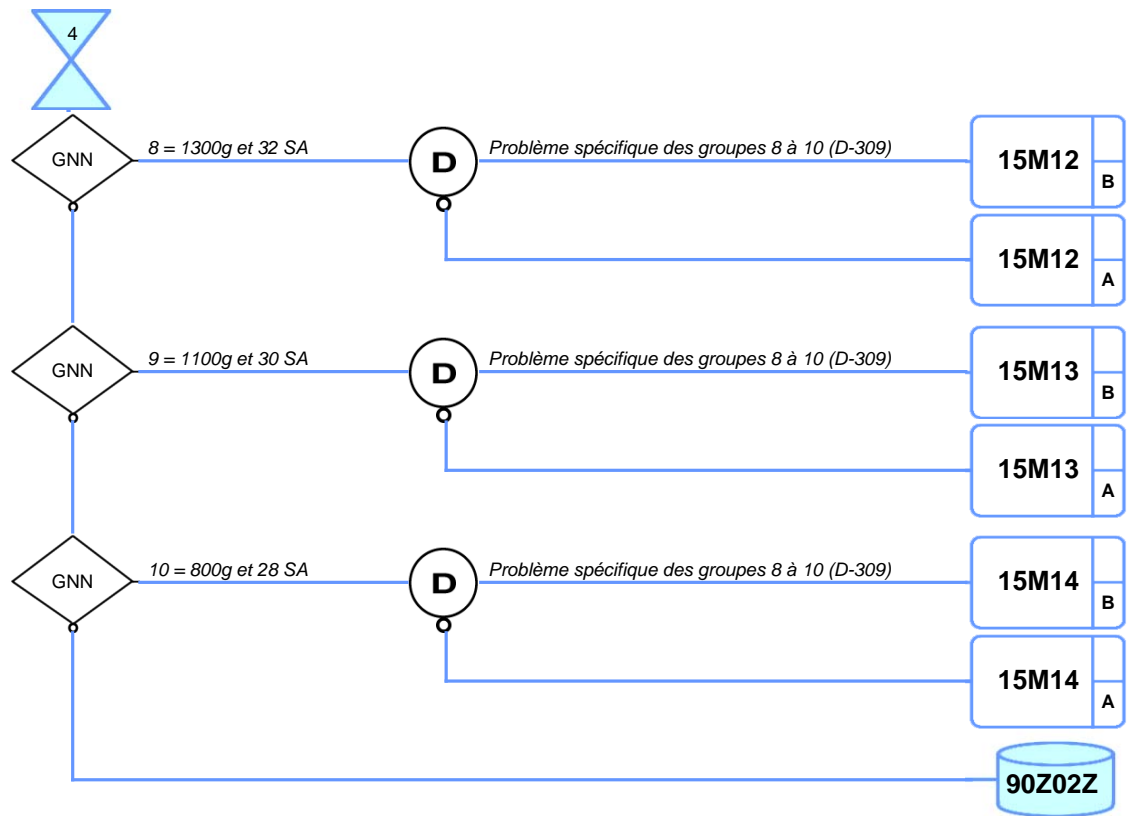 4
GNN
8 = 1300g et 32 SA
D
Problème spécifique des groupes 8 à 10 (D-309)
15M12
B
15M12
A
GNN
9 = 1100g et 30 SA
D
Problème spécifique des groupes 8 à 10 (D-309)
15M13
B
15M13
A
GNN
10 = 800g et 28 SA
D
Problème spécifique des groupes 8 à 10 (D-309)
15M14
B
15M14
A
90Z02Z